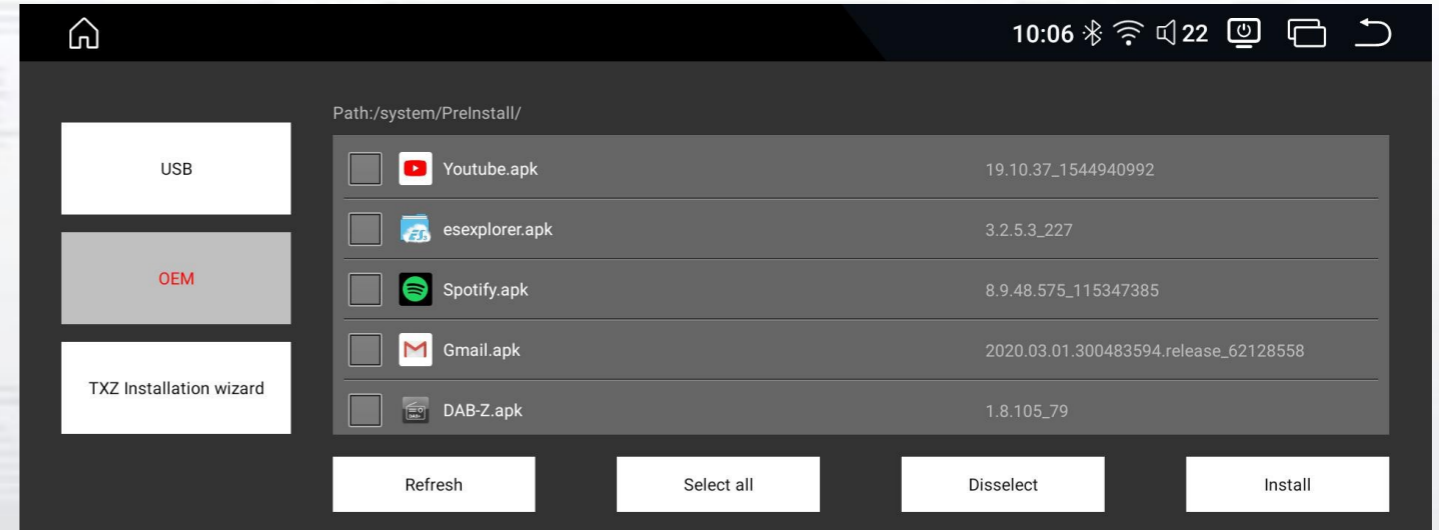 10:06 22
Path:/system/PreInstall/
USB
OEM
TXZ Installation wizard
Youtube.apk 19.10.37_1544940992
esexplorer.apk 3.2.5.3_227
Spotify.apk 8.9.48.575_115347385
Gmail.apk 2020.03.01.300483594.release_62128558
DAB-Z.apk 1.8.105_79
Refresh Select all Disselect Install